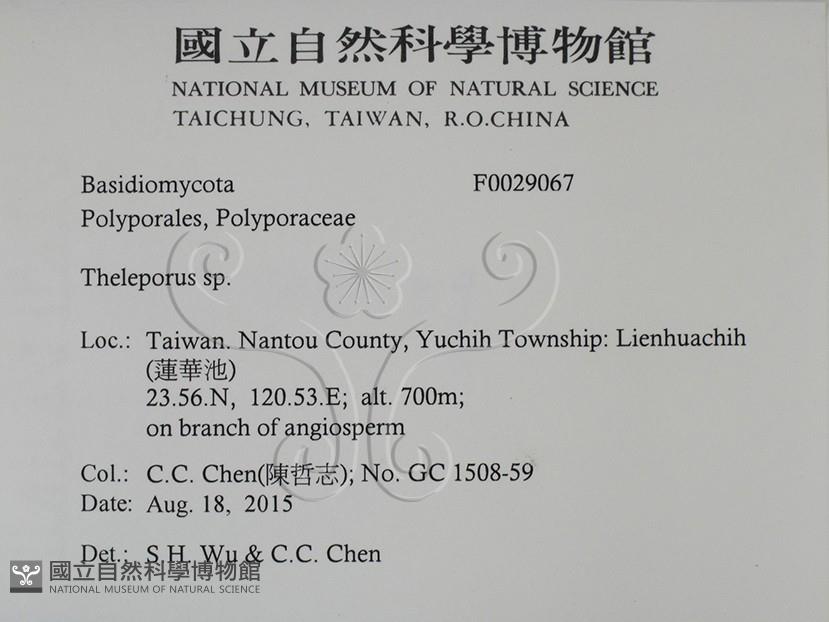 國立自然科學博物館
NATIONAL MUSEUM OF NATURAL SCIENCE
TAICHUNG, TAIWAN, R.O.CHINA
Basidiomycota F0029067
Polyporales, Polyporaceae
Theleporus sp.
Loc.: Taiwan. Nantou County, Yuchih Township: Lienhuachih
(蓮華池)
23.56.N, 120.53.E; alt. 700m;
on branch of angiosperm
Col.: C.C. Chen(陳哲志); No. GC 1508-59
Date: Aug. 18, 2015
Det.: S.H. Wu & C.C. Chen
國立自然科學博物館
NATIONAL MUSEUM OF NATURAL SCIENCE